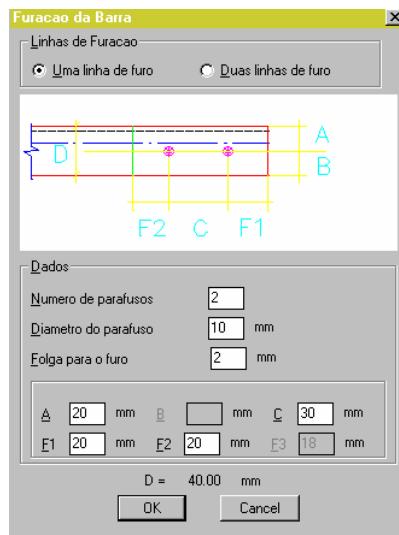 Furacao da Barra
Linhas de Furacao
Uma linha de furo Duas linhas de furo
A
D
B
F2 C F1
Dados
Numero de parafusos 2
Diametro do parafuso 10 mm
Folga para o furo 2 mm
A 20 mm B mm C 30 mm
F1 20 mm F2 20 mm F3 18 mm
D = 40.00 mm
OK Cancel